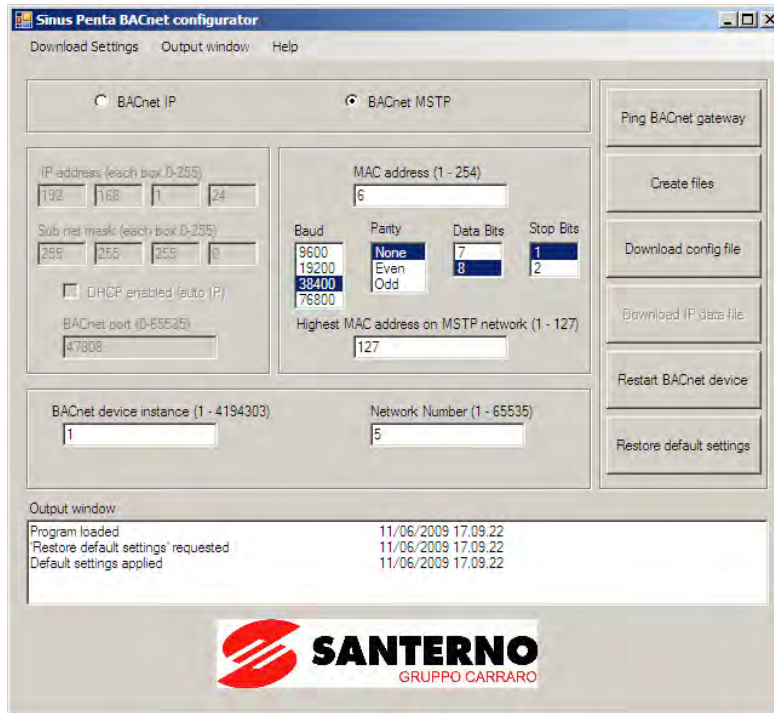 Sinus Penta BACnet configurator
Download Settings Output window Help
BACnet IP BACnet MSTP
Ping BACnet gateway
Create files
Download config file
Download IP data file
Restart BACnet device
Restore default settings
IP address (each box 0-255)
192 168 1 24
Sub net mask (each box 0-255)
255 255 255 0
DHCP enabled (auto IP)
BACnet port (0-65535)
47808
MAC address (1 - 254)
6
Baud Parity Data Bits Stop Bits
9600 None 7 1
19200 Even 8 2
38400 Odd
76800
Highest MAC address on MSTP network (1 - 127)
127
BACnet device instance (1 - 4194303) Network Number (1 - 65535)
1 5
Output window
Program loaded 11/06/2009 17.09.22
'Restore default settings' requested 11/06/2009 17.09.22
Default settings applied 11/06/2009 17.09.22
SANTERNO
GRUPPO CARRARO